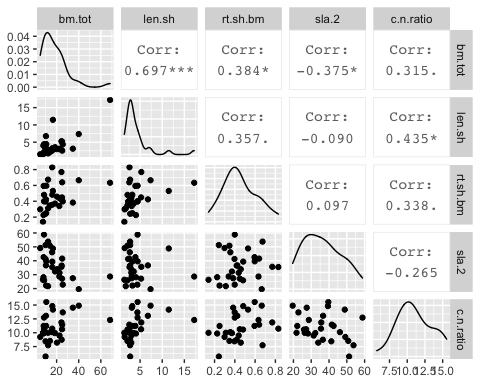 bm.tot len.sh rt.sh.bm sla.2 c.n.ratio
0.04
0.03
0.02
0.01
0.00
Corr:
0.697***
Corr:
0.384*
Corr:
-0.375*
Corr:
0.315.
bm.tot
15
10
5
Corr:
0.357.
Corr:
-0.090
Corr:
0.435*
len.sh
0.8
0.6
0.4
0.2
Corr:
0.097
Corr:
0.338.
rt.sh.bm
60
50
40
30
20
Corr:
-0.265
sla.2
15.0
12.5
10.0
7.5
c.n.ratio
20 40 60
5 10 15
0.2 0.4 0.6 0.8
20 30 40 50 60
7.5 10.0 12.5 15.0